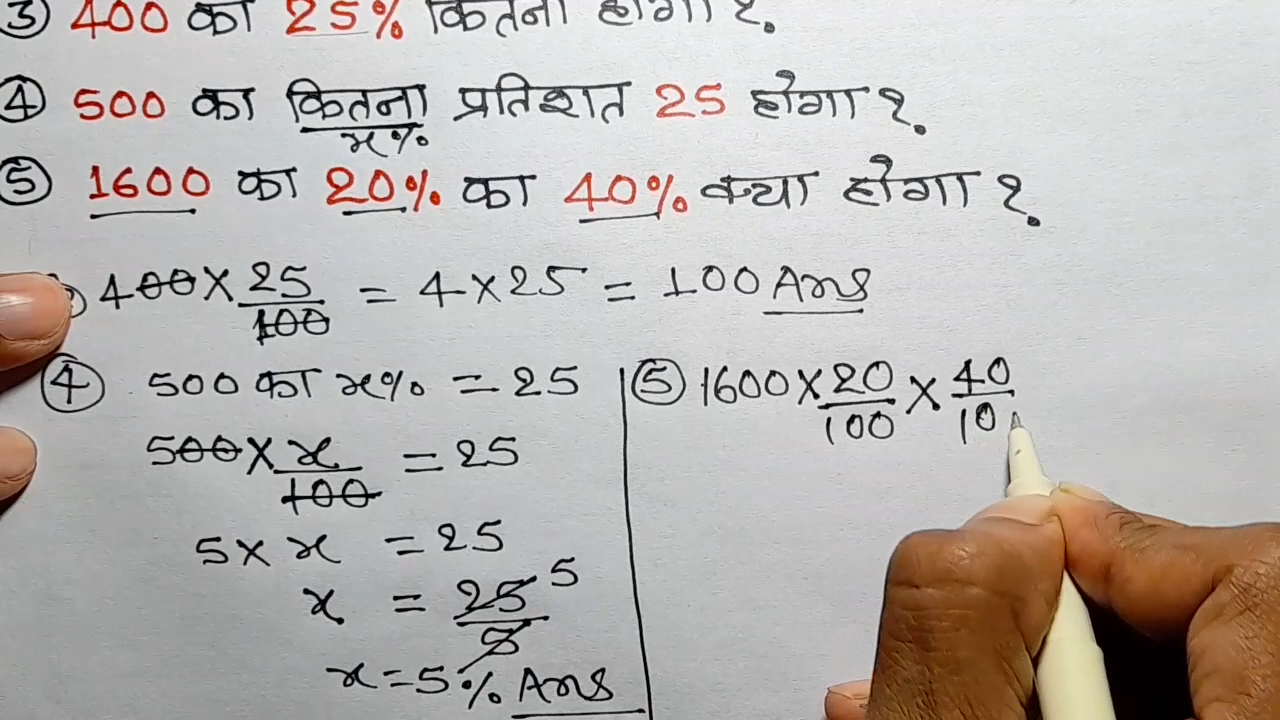 ③ 400 का 25% कितना होगा ?
④ 500 का कितना प्रतिशत 25 होगा ?
x%
⑤ 1600 का 20% का 40% क्या होगा ?
400 × 25/100 = 4 × 25 = 100 Ans
④ 500 का x% = 25
500 × x/100 = 25
5 × x = 25
x = 25/5 5
x = 5% Ans
⑤ 1600 × 20/100 × 40/10